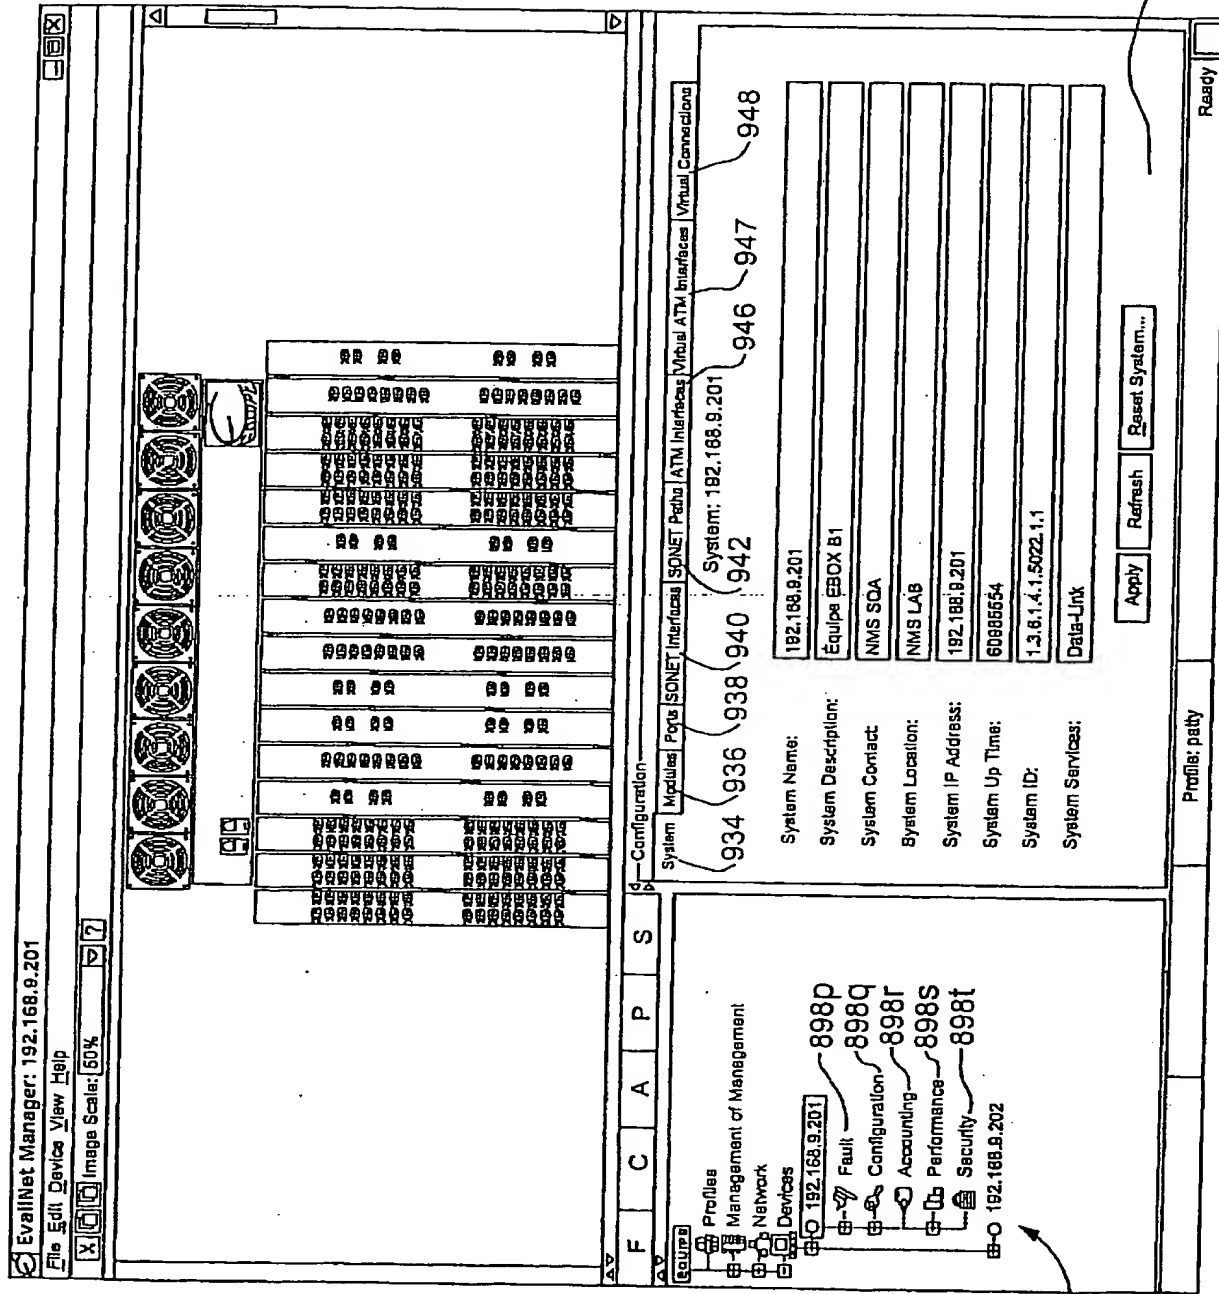 EvallNet Manager: 192.168.9.201
File Edit Device View Help
Image Scale: 50%
?
F C A P S
Profiles
Management of Management
Network
Devices
192.168.9.201
Fault 898p
Configuration 898q
Accounting 898r
Performance 898s
Security 898t
192.168.9.202
Configuration
System Modules Ports SONET Interfaces SONET Paths ATM Interfaces Virtual ATM Interfaces Virtual Connections
934 936 938 940 942 946 947 948
System: 192.168.9.201
System Name: 192.168.9.201
System Description: Equipe EBOX B1
System Contact: NMS SQA
System Location: NMS LAB
System IP Address: 192.168.9.201
System Up Time: 60985554
System ID: 1.3.6.1.4.1.5022.1.1
System Services: Data-Link
Apply Refresh Reset System...
Profile: patty
Ready